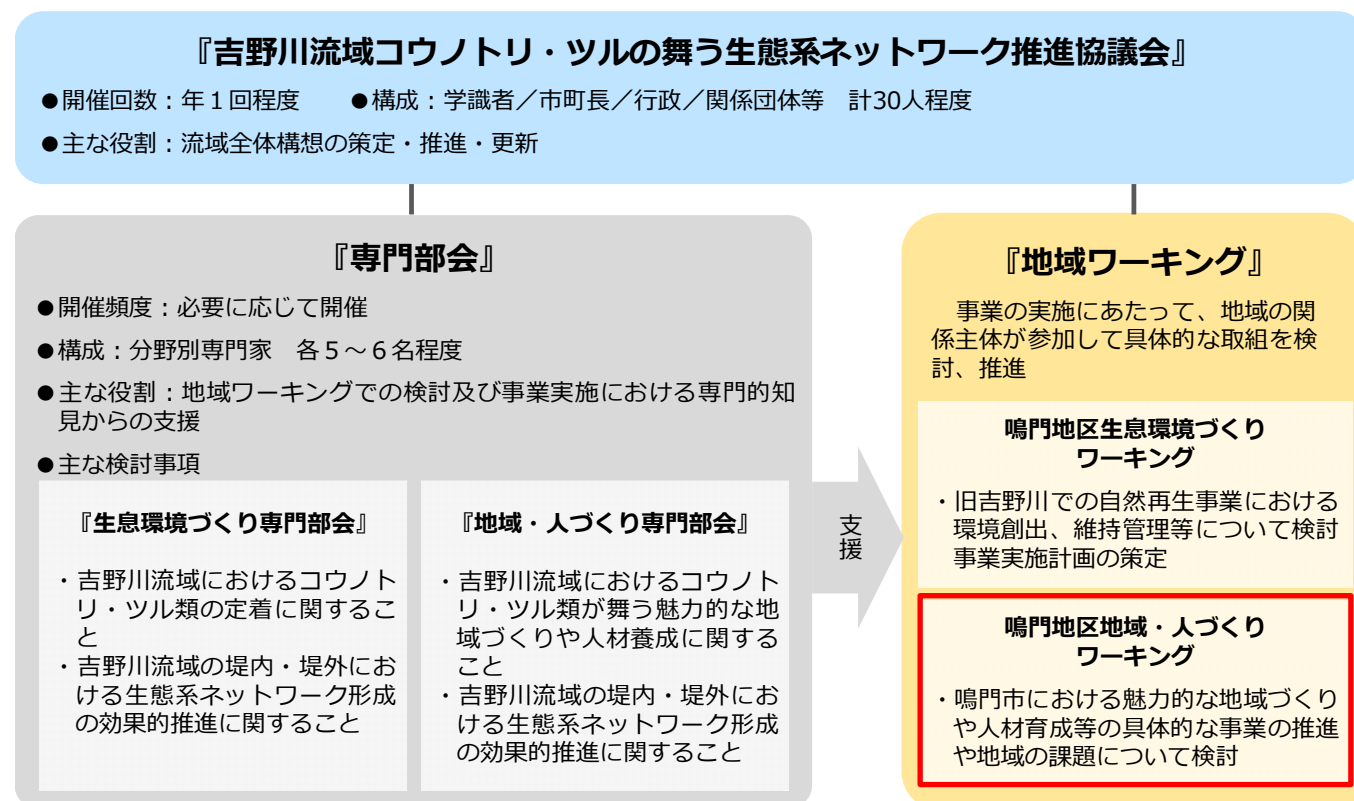 『吉野川流域コウノトリ・ツルの舞う生態系ネットワーク推進協議会』
●開催回数：年１回程度　●構成：学識者／市町長／行政／関係団体等　計30人程度
●主な役割：流域全体構想の策定・推進・更新
『専門部会』
●開催頻度：必要に応じて開催
●構成：分野別専門家　各５～６名程度
●主な役割：地域ワーキングでの検討及び事業実施における専門的知
見からの支援
●主な検討事項
『生息環境づくり専門部会』
・吉野川流域におけるコウノト
リ・ツル類の定着に関するこ
と
・吉野川流域の堤内・堤外にお
ける生態系ネットワーク形成
の効果的推進に関すること
『地域・人づくり専門部会』
・吉野川流域におけるコウノト
リ・ツル類が舞う魅力的な地
域づくりや人材養成に関する
こと
・吉野川流域の堤内・堤外にお
ける生態系ネットワーク形成
の効果的推進に関すること
支援
『地域ワーキング』
事業の実施にあたって、地域の関
係主体が参加して具体的な取組を検
討、推進
鳴門地区生息環境づくり
ワーキング
・旧吉野川での自然再生事業における
環境創出、維持管理等について検討
事業実施計画の策定
鳴門地区地域・人づくり
ワーキング
・鳴門市における魅力的な地域づくり
や人材育成等の具体的な事業の推進
や地域の課題について検討